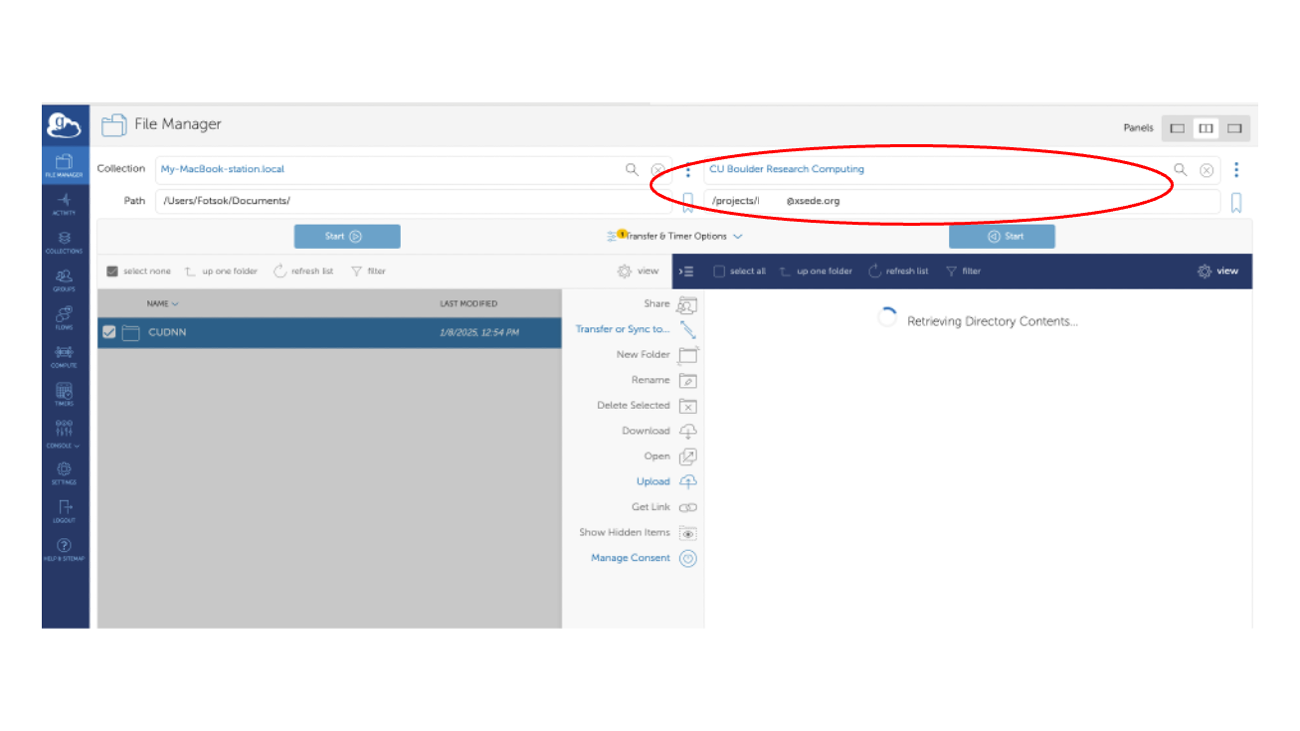 File Manager
Panels
Collection My-MacBook-station.local CU Boulder Research Computing
Path /Users/Fotsok/Documents/ /projects/l @xsede.org
Start Transfer & Timer Options Start
select none up one folder refresh list filter view select all up one folder refresh list filter view
NAME LAST MODIFIED
CUDNN 1/8/2025, 12:54 PM
Share
Transfer or Sync to...
New Folder
Rename
Delete Selected
Download
Open
Upload
Get Link
Show Hidden Items
Manage Consent
Retrieving Directory Contents...
FILE MANAGER
ACTIVITY
COLLECTIONS
GROUPS
FLOWS
COMPUTE
TIMERS
CONSOLE
SETTINGS
LOGOUT
HELP & SITEMAP